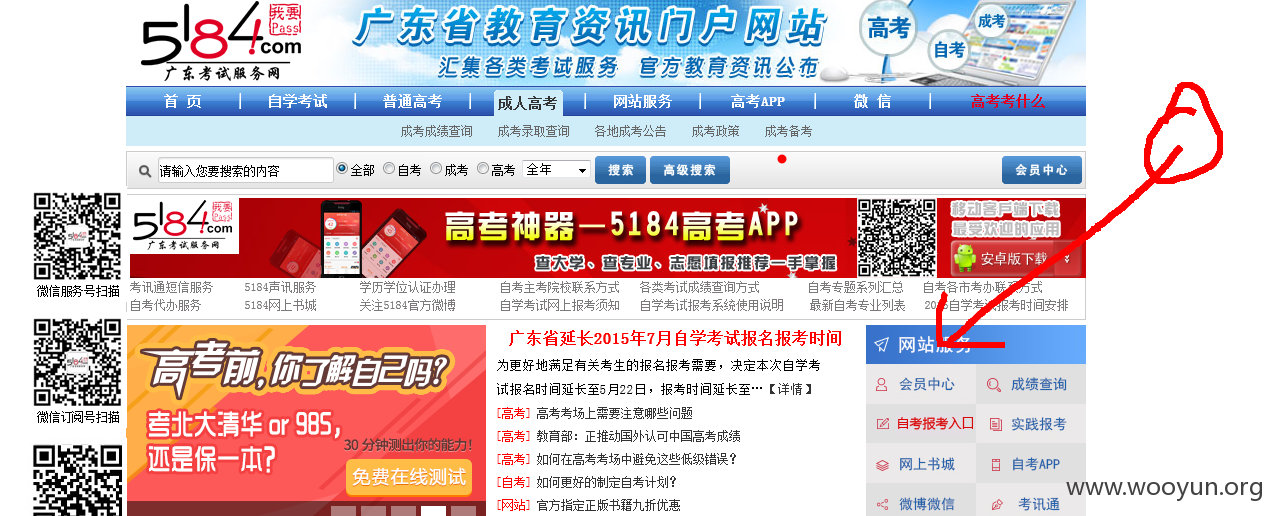 5184.com
我要Pass!
广东考试服务网
广东省教育资讯门户网站
汇集各类考试服务 官方教育资讯公布
高考
自考
成考
首 页 | 自学考试 | 普通高考 | 成人高考 | 网站服务 | 高考APP | 微 信 | 高考考什么
成考成绩查询 成考录取查询 各地成考公告 成考政策 成考备考
请输入您要搜索的内容 全部 自考 成考 高考 全年 搜索 高级搜索 会员中心
5184
我要Pass!
广东考试服务网
高考神器—5184高考APP
查大学、查专业、志愿填报推荐一手掌握
移动客户端下载
最受欢迎的应用
安卓版下载
微信服务号扫描
微信订阅号扫描
考讯通短信服务 5184声讯服务 学历学位认证办理 自考主考院校联系方式 各类考试成绩查询方式 自考专题系列汇总 自考各市考办联系方式
自考代办服务 5184网上书城 关注5184官方微博 自学考试网上报考须知 自学考试报考系统使用说明 最新自考专业列表 2015自学考试报考时间安排
高考前,你了解自己吗?
考北大清华 or 985,
还是保一本?
30 分钟测出你的能力!
免费在线测试
广东省延长2015年7月自学考试报名报考时间
为更好地满足有关考生的报名报考需要，决定本次自学考
试报名时间延长至5月22日，报考时间延长至…【详情】
[高考] 高考考场上需要注意哪些问题
[高考] 教育部：正推动国外认可中国高考成绩
[高考] 如何在高考考场中避免这些低级错误？
[自考] 如何更好的制定自考计划？
[网站] 官方指定正版书籍九折优惠
网站服务
会员中心 成绩查询
自考报考入口 实践报考
网上书城 自考APP
微博微信 考讯通
www.wooyun.org